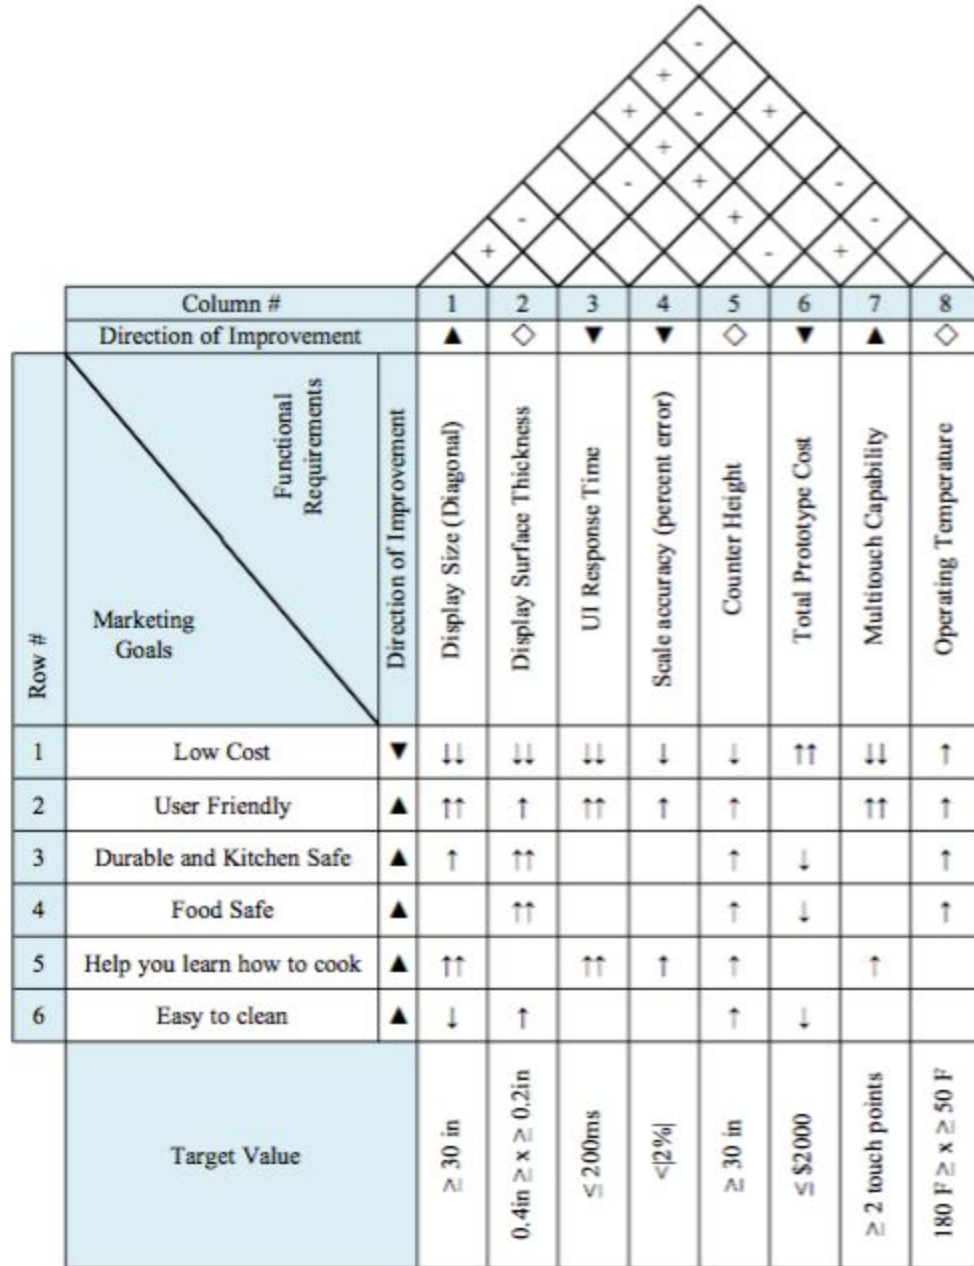 -
+
+ - +
+
- + -
- + -
+ - +
Column # 1 2 3 4 5 6 7 8
Direction of Improvement ▲ ◇ ▼ ▼ ◇ ▼ ▲ ◇
Row #
Functional
Requirements
Marketing
Goals
Direction of Improvement
Display Size (Diagonal)
Display Surface Thickness
UI Response Time
Scale accuracy (percent error)
Counter Height
Total Prototype Cost
Multitouch Capability
Operating Temperature
1 Low Cost ▼ ↓↓ ↓↓ ↓↓ ↓ ↓ ↑↑ ↓↓ ↑
2 User Friendly ▲ ↑↑ ↑ ↑↑ ↑ ↑ ↑↑ ↑
3 Durable and Kitchen Safe ▲ ↑ ↑↑ ↑ ↓ ↑
4 Food Safe ▲ ↑↑ ↑ ↓ ↑
5 Help you learn how to cook ▲ ↑↑ ↑↑ ↑ ↑ ↑
6 Easy to clean ▲ ↓ ↑ ↑ ↓
Target Value
≥ 30 in
0.4in ≥ x ≥ 0.2in
≤ 200ms
<|2%|
≥ 30 in
≤ $2000
≥ 2 touch points
180 F ≥ x ≥ 50 F